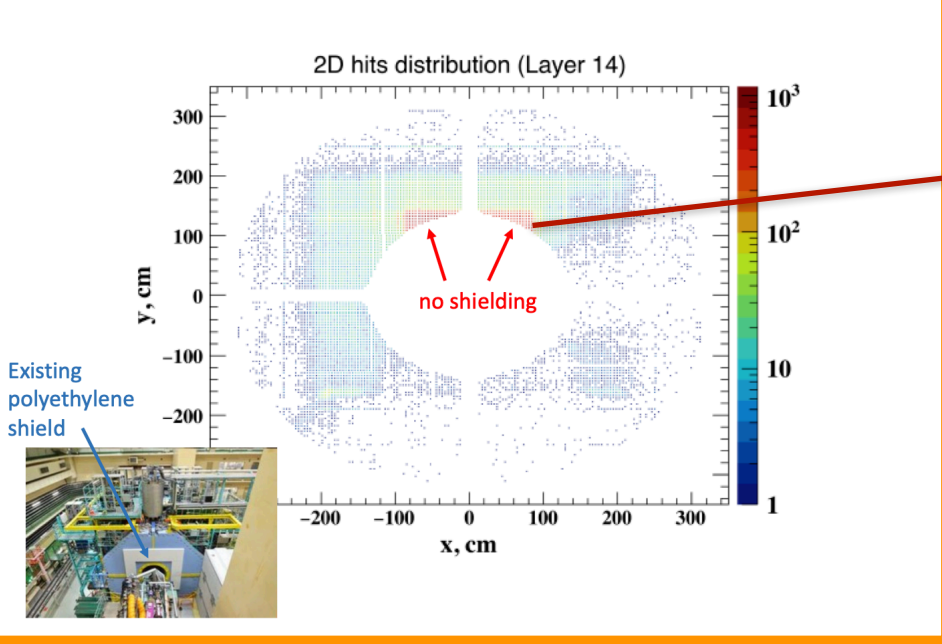 2D hits distribution (Layer 14)
300
200
100
0
−100
−200
y, cm
−200
−100
0
100
200
300
x, cm
10³
10²
10
1
no shielding
Existing
polyethylene
shield